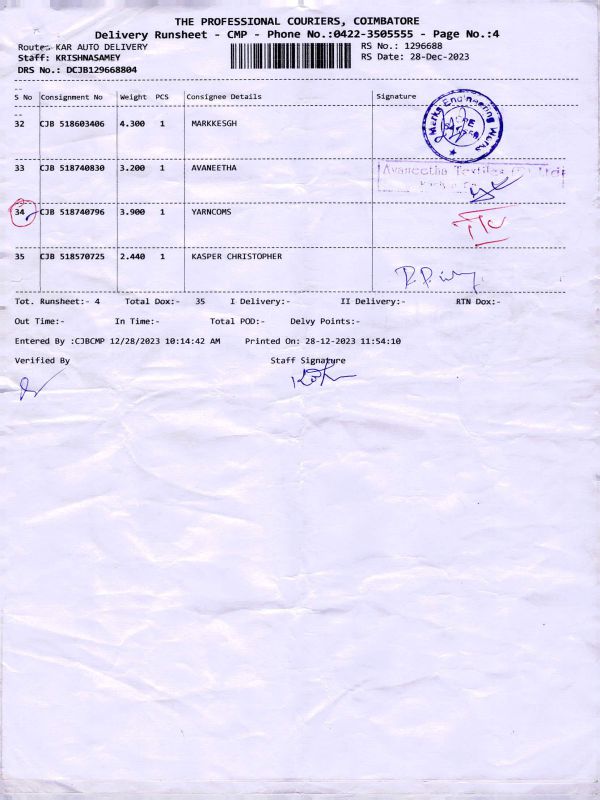 THE PROFESSIONAL COURIERS, COIMBATORE
Delivery Runsheet - CMP - Phone No.:0422-3505555 - Page No.:4
Route: KAR AUTO DELIVERY RS No.: 1296688
Staff: KRISHNASAMEY RS Date: 28-Dec-2023
DRS No.: DCJB129668804
S No Consignment No Weight PCS Consignee Details Signature
32 CJB 518603406 4.300 1 MARKKESGH
Marks Engineering Works
33 CJB 518740830 3.200 1 AVANEETHA
Avaneetha Textiles (P) Ltd
34 CJB 518740796 3.900 1 YARNCOMS
35 CJB 518570725 2.440 1 KASPER CHRISTOPHER
Tot. Runsheet:- 4 Total Dox:- 35 I Delivery:- II Delivery:- RTN Dox:-
Out Time:- In Time:- Total POD:- Delvy Points:-
Entered By :CJBCMP 12/28/2023 10:14:42 AM Printed On: 28-12-2023 11:54:10
Verified By Staff Signature